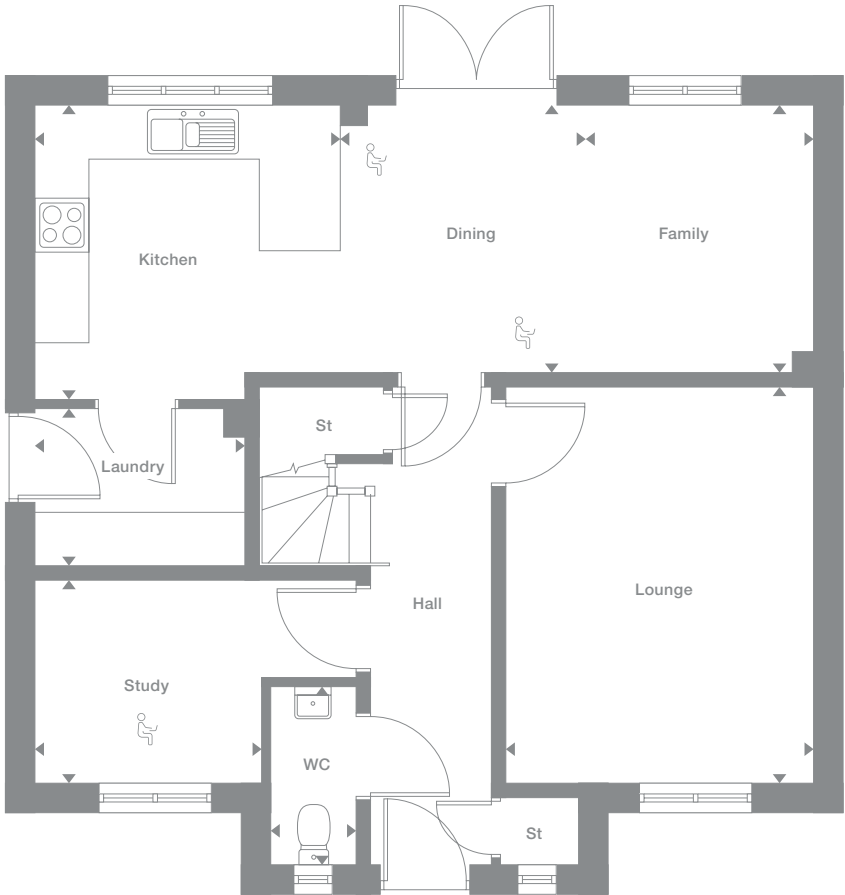 Dining
Family
Kitchen
St
Laundry
Lounge
Hall
Study
WC
St